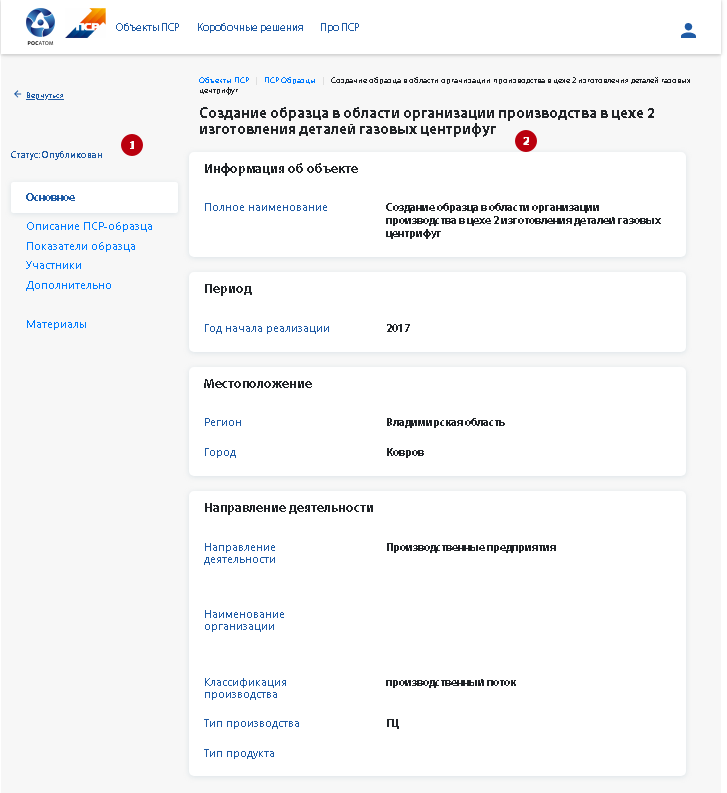 РОСАТОМ
ПСР
Объекты ПСР Коробочные решения Про ПСР
Объекты ПСР | ПСР Образцы | Создание образца в области организации производства в цехе 2 изготовления деталей газовых
центрифуг
Вернуться
Создание образца в области организации производства в цехе 2
изготовления деталей газовых центрифуг
1
2
Статус: Опубликован
Основное
Описание ПСР-образца
Показатели образца
Участники
Дополнительно
Материалы
Информация об объекте
Полное наименование
Создание образца в области организации
производства в цехе 2 изготовления деталей газовых
центрифуг
Период
Год начала реализации 2017
Местоположение
Регион Владимирская область
Город Ковров
Направление деятельности
Направление
деятельности
Производственные предприятия
Наименование
организации
Классификация
производства
производственный поток
Тип производства ГЦ
Тип продукта